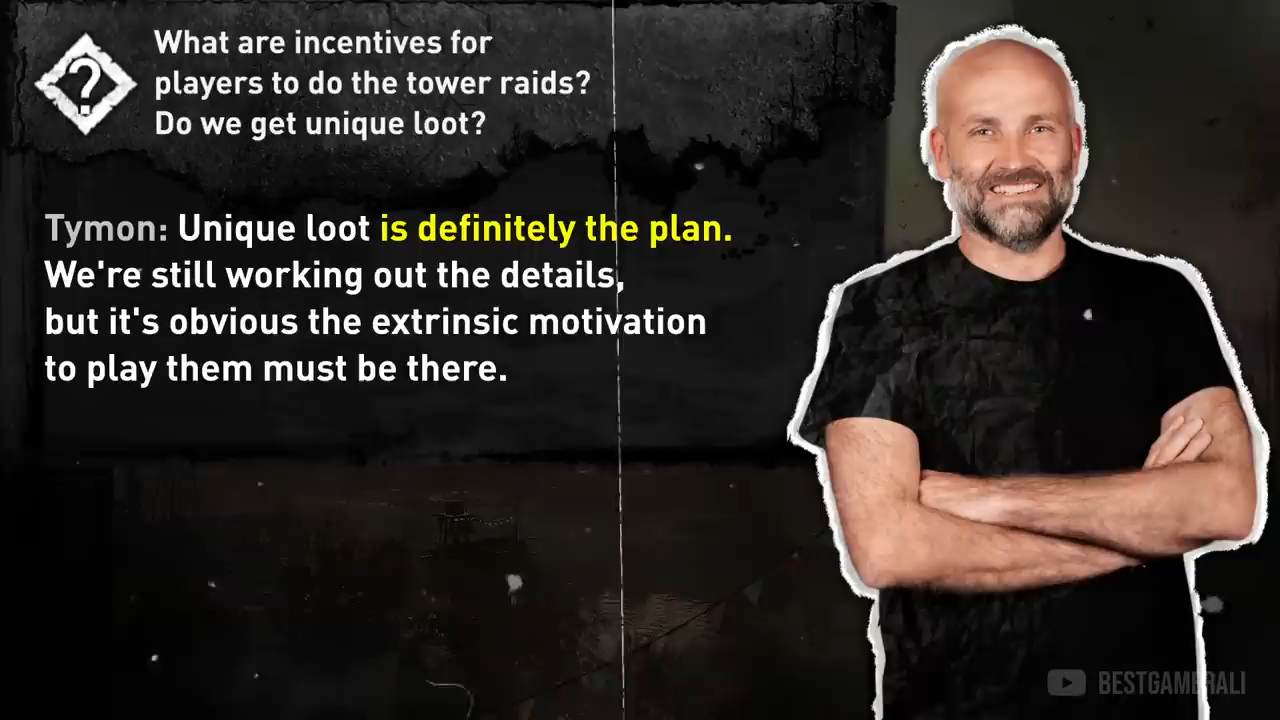 ?
What are incentives for
players to do the tower raids?
Do we get unique loot?
Tymon: Unique loot is definitely the plan.
We're still working out the details,
but it's obvious the extrinsic motivation
to play them must be there.
BESTGAMERALI